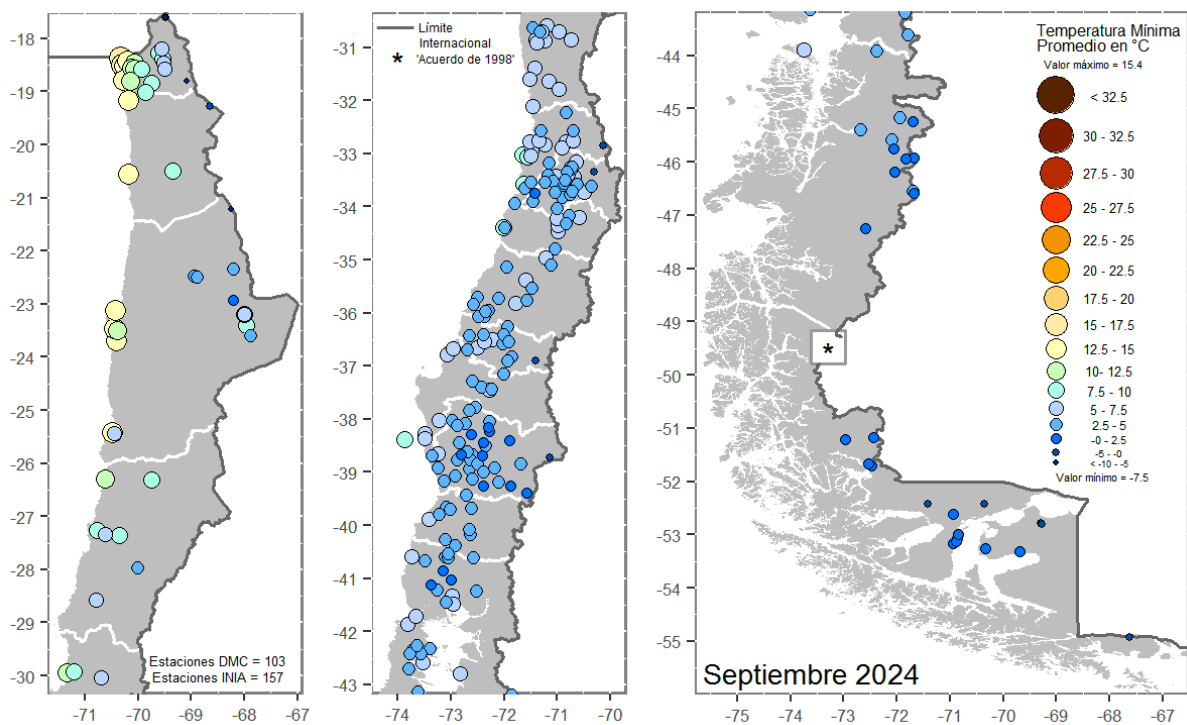 -18
-19
-20
-21
-22
-23
-24
-25
-26
-27
-28
-29
-30
-71
-70
-69
-68
-67
Estaciones DMC = 103
Estaciones INIA = 157
-31
-32
-33
-34
-35
-36
-37
-38
-39
-40
-41
-42
-43
-74
-73
-72
-71
-70
Límite
Internacional
* 'Acuerdo de 1998'
-44
-45
-46
-47
-48
-49
-50
-51
-52
-53
-54
-55
-75
-73
-72
-71
-70
-69
-68
-67
*
Septiembre 2024
Temperatura Mínima
Promedio en °C
Valor máximo = 15.4
< 32.5
30 - 32.5
27.5 - 30
25 - 27.5
22.5 - 25
20 - 22.5
17.5 - 20
15 - 17.5
12.5 - 15
10- 12.5
7.5 - 10
5 - 7.5
2.5 - 5
-0 - 2.5
-5 - -0
< -10 - -5
Valor mínimo = -7.5